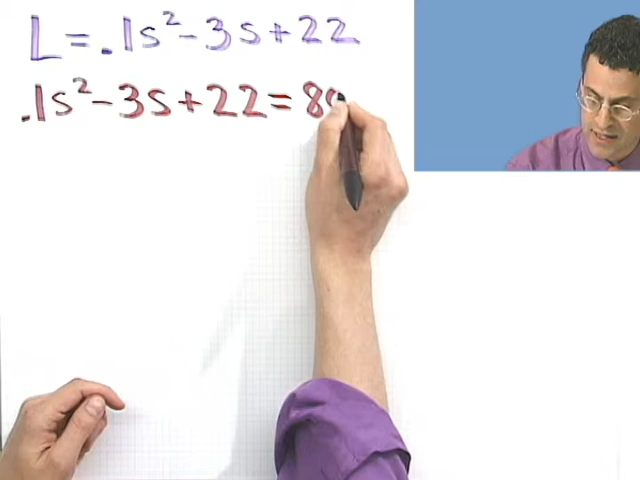 L = .1s² - 3s + 22
.1s² - 3s + 22 = 8